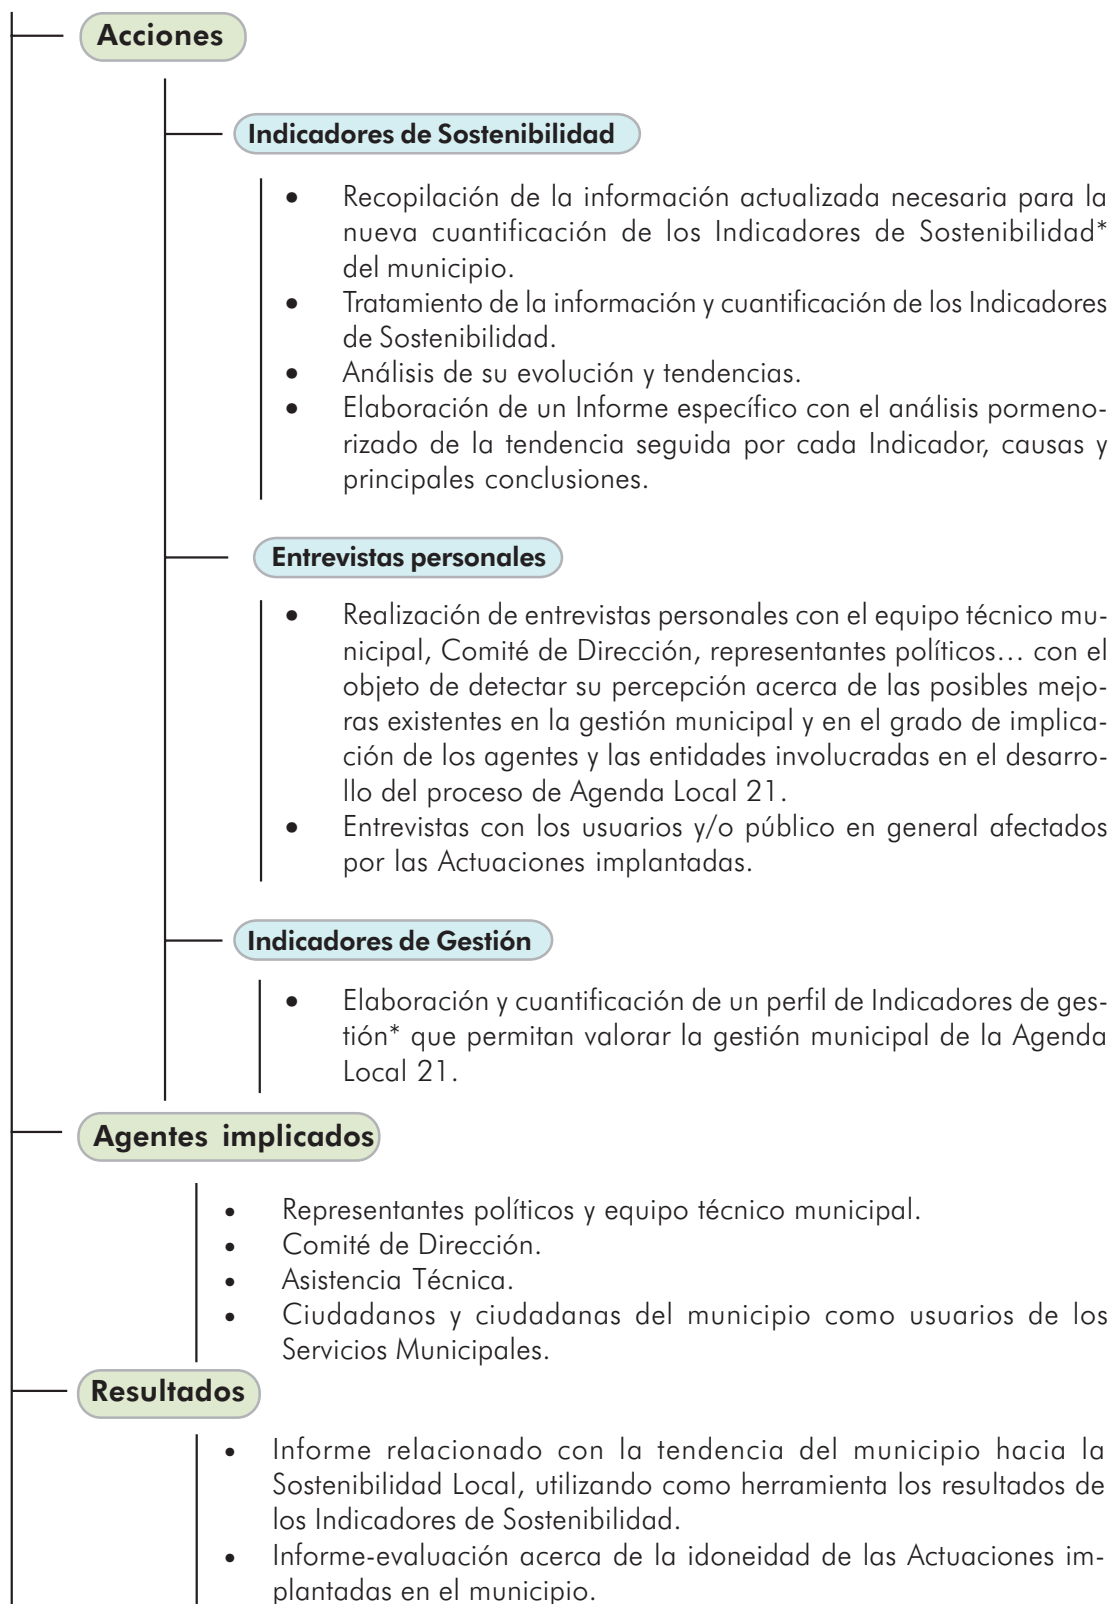 Acciones
Indicadores de Sostenibilidad
• Recopilación de la información actualizada necesaria para la
nueva cuantificación de los Indicadores de Sostenibilidad*
del municipio.
• Tratamiento de la información y cuantificación de los Indicadores
de Sostenibilidad.
• Análisis de su evolución y tendencias.
• Elaboración de un Informe específico con el análisis pormeno-
rizado de la tendencia seguida por cada Indicador, causas y
principales conclusiones.
Entrevistas personales
• Realización de entrevistas personales con el equipo técnico mu-
nicipal, Comité de Dirección, representantes políticos... con el
objeto de detectar su percepción acerca de las posibles mejo-
ras existentes en la gestión municipal y en el grado de implica-
ción de los agentes y las entidades involucradas en el desarro-
llo del proceso de Agenda Local 21.
• Entrevistas con los usuarios y/o público en general afectados
por las Actuaciones implantadas.
Indicadores de Gestión
• Elaboración y cuantificación de un perfil de Indicadores de ges-
tión* que permitan valorar la gestión municipal de la Agenda
Local 21.
Agentes implicados
• Representantes políticos y equipo técnico municipal.
• Comité de Dirección.
• Asistencia Técnica.
• Ciudadanos y ciudadanas del municipio como usuarios de los
Servicios Municipales.
Resultados
• Informe relacionado con la tendencia del municipio hacia la
Sostenibilidad Local, utilizando como herramienta los resultados de
los Indicadores de Sostenibilidad.
• Informe-evaluación acerca de la idoneidad de las Actuaciones im-
plantadas en el municipio.